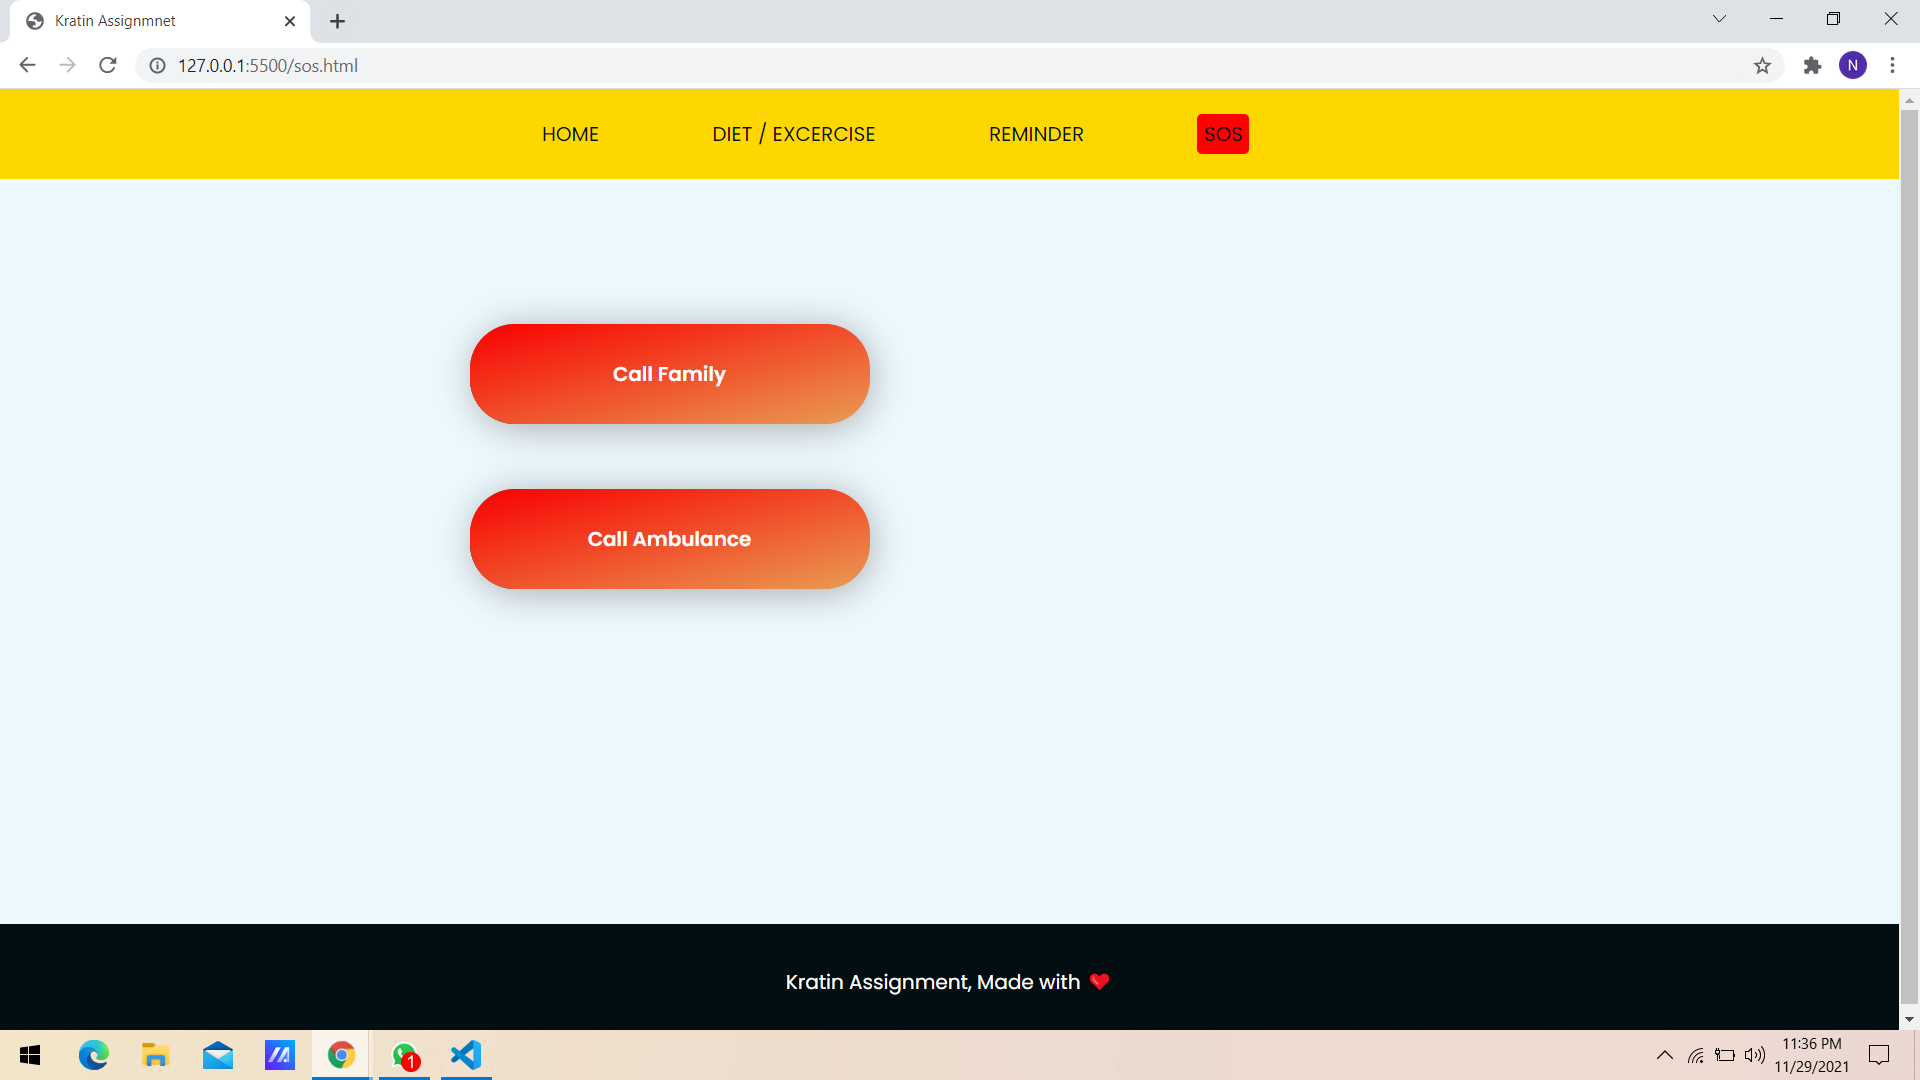 Kratin Assignmnet
127.0.0.1:5500/sos.html
N
HOME DIET / EXCERCISE REMINDER SOS
Call Family
Call Ambulance
Kratin Assignment, Made with ❤
1
11:36 PM
11/29/2021